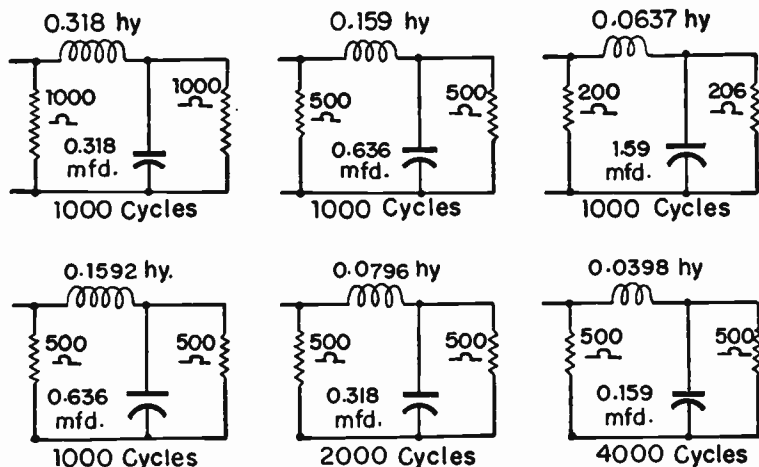 0.318 hy
1000
1000
0.318
mfd.
1000 Cycles
0.159 hy
500
500
0.636
mfd.
1000 Cycles
0.0637 hy
200
206
1.59
mfd.
1000 Cycles
0.1592 hy.
500
500
0.636
mfd.
1000 Cycles
0.0796 hy
500
500
0.318
mfd.
2000 Cycles
0.0398 hy
500
500
0.159
mfd.
4000 Cycles